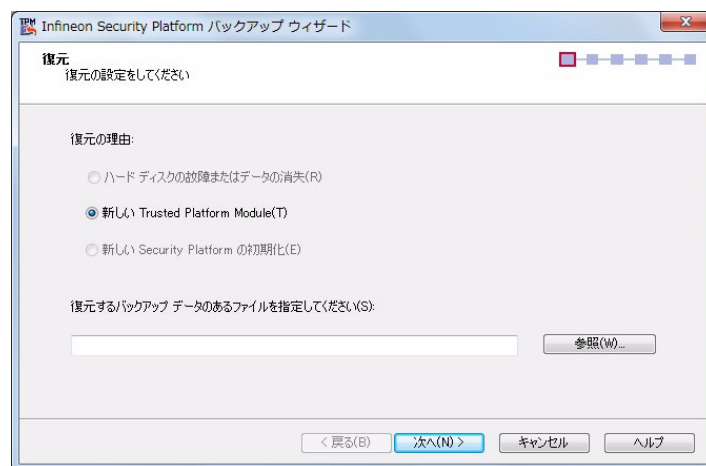 TPM
Infineon Security Platform バックアップ ウィザード
復元
復元の設定をしてください
復元の理由:
ハード ディスクの故障またはデータの消失(R)
新しい Trusted Platform Module(T)
新しい Security Platform の初期化(E)
復元するバックアップ データのあるファイルを指定してください(S):
参照(W)...
< 戻る(B)
次へ(N) >
キャンセル
ヘルプ